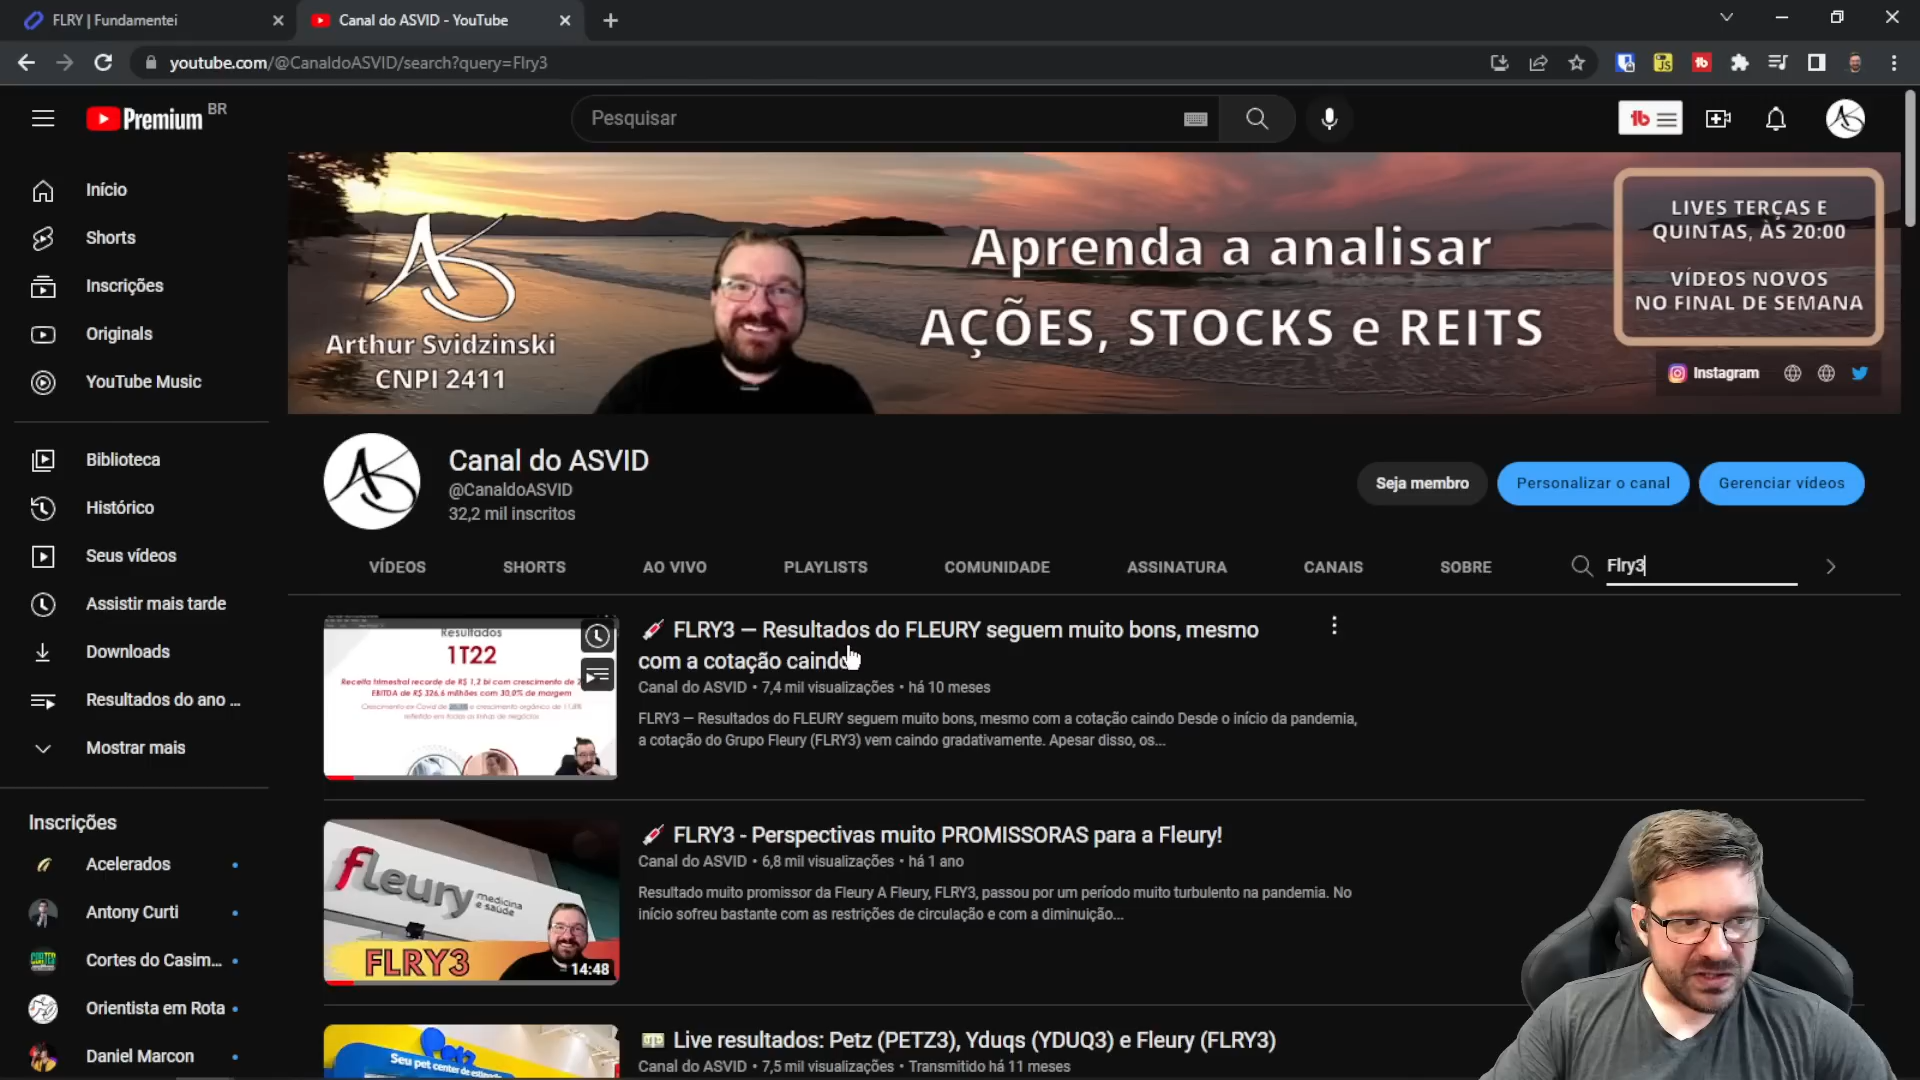 FLRY | Fundamentei
Canal do ASVID - YouTube
youtube.com/@CanaldoASVID/search?query=Flry3
Premium BR
Pesquisar
Início
Shorts
Inscrições
Originals
YouTube Music
Biblioteca
Histórico
Seus vídeos
Assistir mais tarde
Downloads
Resultados do ano ...
Mostrar mais
Inscrições
Acelerados
Antony Curti
Cortes do Casim...
Orientista em Rota
Daniel Marcon
Arthur Svidzinski
CNPI 2411
Aprenda a analisar
AÇÕES, STOCKS e REITS
LIVES TERÇAS E
QUINTAS, ÀS 20:00
VÍDEOS NOVOS
NO FINAL DE SEMANA
Instagram
Canal do ASVID
@CanaldoASVID
32,2 mil inscritos
Seja membro
Personalizar o canal
Gerenciar vídeos
VÍDEOS
SHORTS
AO VIVO
PLAYLISTS
COMUNIDADE
ASSINATURA
CANAIS
SOBRE
Flry3
Resultados
1T22
FLRY3 — Resultados do FLEURY seguem muito bons, mesmo
com a cotação caindo
Canal do ASVID • 7,4 mil visualizações • há 10 meses
FLRY3 — Resultados do FLEURY seguem muito bons, mesmo com a cotação caindo Desde o início da pandemia,
a cotação do Grupo Fleury (FLRY3) vem caindo gradativamente. Apesar disso, os...
fleury
medicina
e saúde
FLRY3
14:48
FLRY3 - Perspectivas muito PROMISSORAS para a Fleury!
Canal do ASVID • 6,8 mil visualizações • há 1 ano
Resultado muito promissor da Fleury A Fleury, FLRY3, passou por um período muito turbulento na pandemia. No
início sofreu bastante com as restrições de circulação e com a diminuição...
Seu pet center de
Live resultados: Petz (PETZ3), Yduqs (YDUQ3) e Fleury (FLRY3)
Canal do ASVID • 7,5 mil visualizações • Transmitido há 11 meses